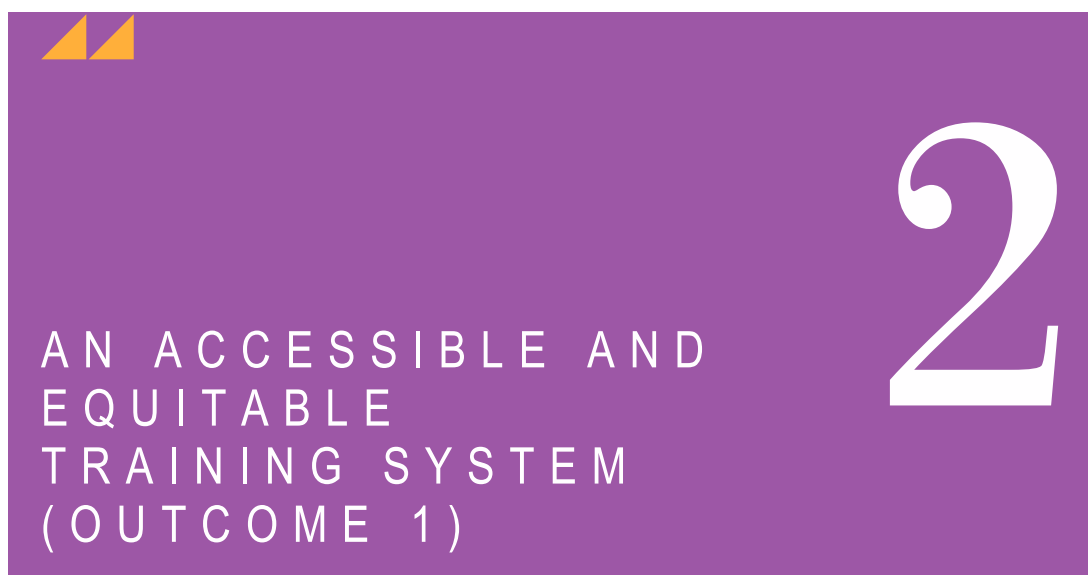 2
AN ACCESSIBLE AND
EQUITABLE
TRAINING SYSTEM
(OUTCOME 1)